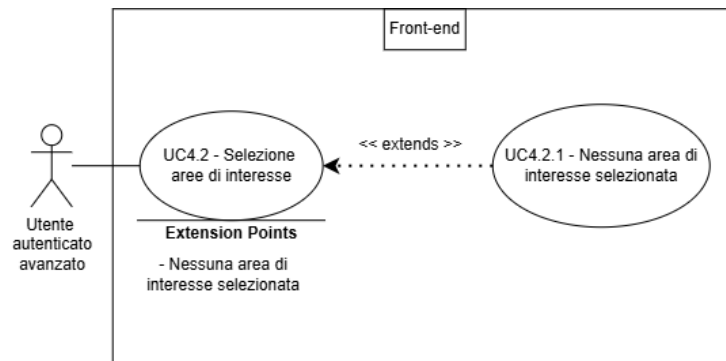 Front-end
UC4.2 - Selezione
aree di interesse
<< extends >>
UC4.2.1 - Nessuna area di
interesse selezionata
Utente
autenticato
avanzato
Extension Points
- Nessuna area di
interesse selezionata